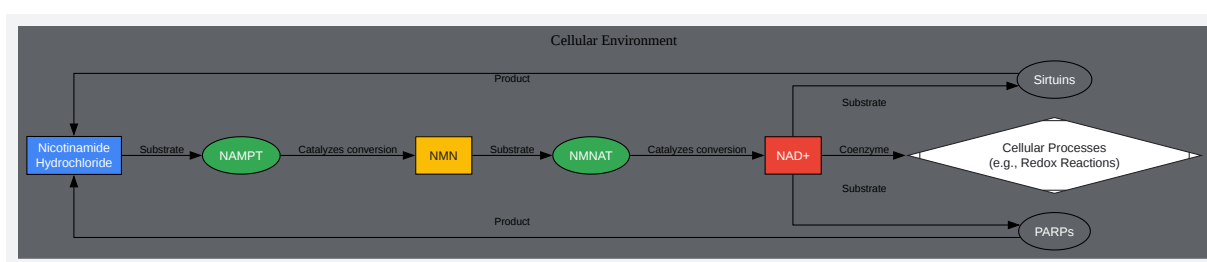 Cellular Environment
Product
Sirtuins
Substrate
Nicotinamide
Hydrochloride
Substrate
NAMPT
Catalyzes conversion
NMN
Substrate
NMNAT
Catalyzes conversion
NAD+
Coenzyme
Cellular Processes
(e.g., Redox Reactions)
Substrate
Product
PARPs